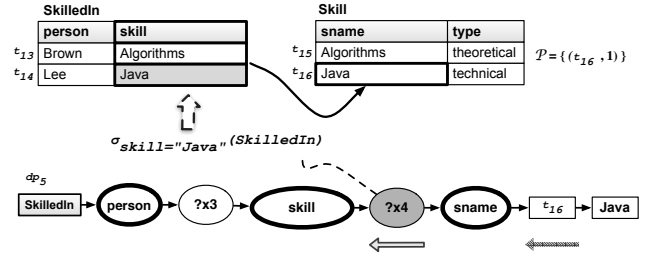 SkilledIn
person skill
t13 Brown Algorithms
t14 Lee Java
Skill
sname type
t15 Algorithms theoretical
t16 Java technical
𝒫 = { (t16 , 1) }
σskill="Java"(SkilledIn)
dp5
SkilledIn person ?x3 skill ?x4 sname t16 Java